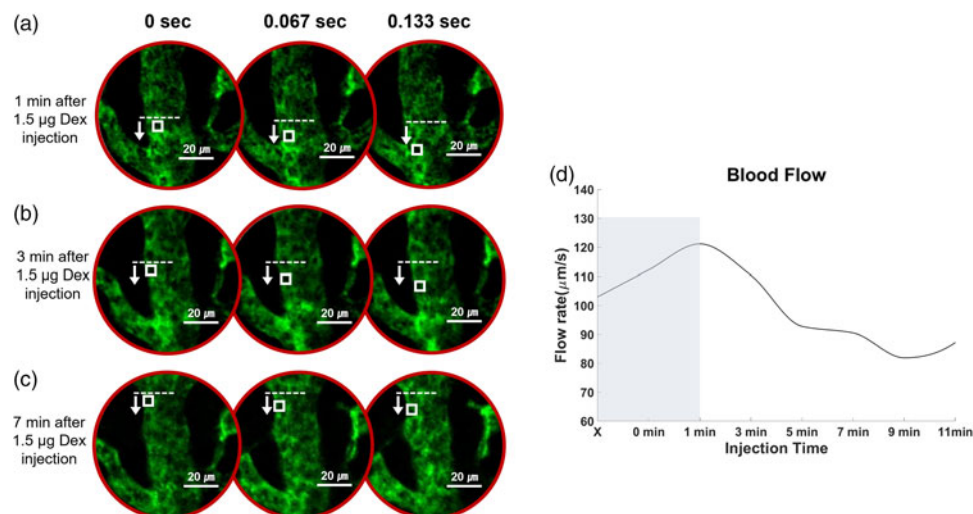 (a)
0 sec
0.067 sec
0.133 sec
1 min after
1.5 μg Dex
injection
20 ㎛
20 ㎛
20 ㎛
(b)
3 min after
1.5 μg Dex
injection
20 ㎛
20 ㎛
20 ㎛
(c)
7 min after
1.5 μg Dex
injection
20 ㎛
20 ㎛
20 ㎛
(d)
Blood Flow
Flow rate(μm/s)
140
130
120
110
100
90
80
70
60
X 0 min 1 min 3 min 5 min 7 min 9 min 11min
Injection Time